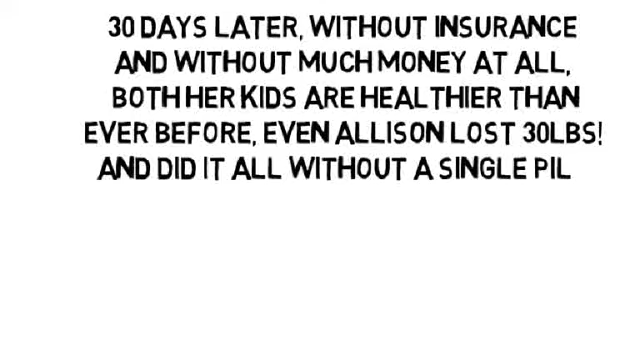 30 DAYS LATER, WITHOUT INSURANCE
AND WITHOUT MUCH MONEY AT ALL,
BOTH HER KIDS ARE HEALTHIER THAN
EVER BEFORE, EVEN ALLISON LOST 30LBS!
AND DID IT ALL WITHOUT A SINGLE PIL